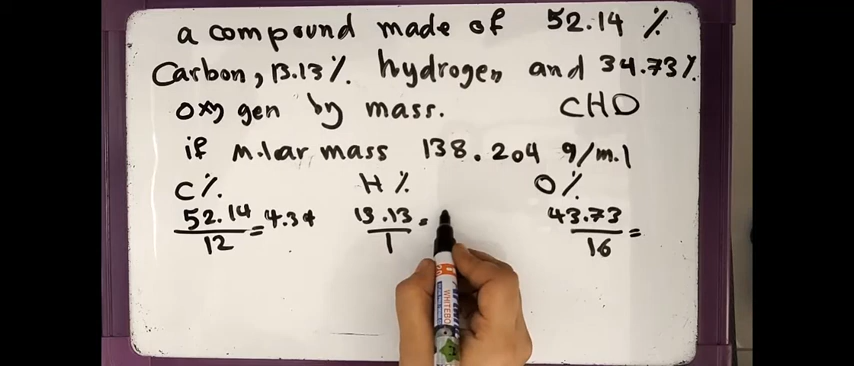 a compound made of 52.14 %
Carbon, 13.13% hydrogen and 34.73%
oxygen by mass. CHO
if molar mass 138.204 g/mol
C% H% O%
52.14/12 = 4.34 13.13/1 = 43.73/16 =
WHITEBO